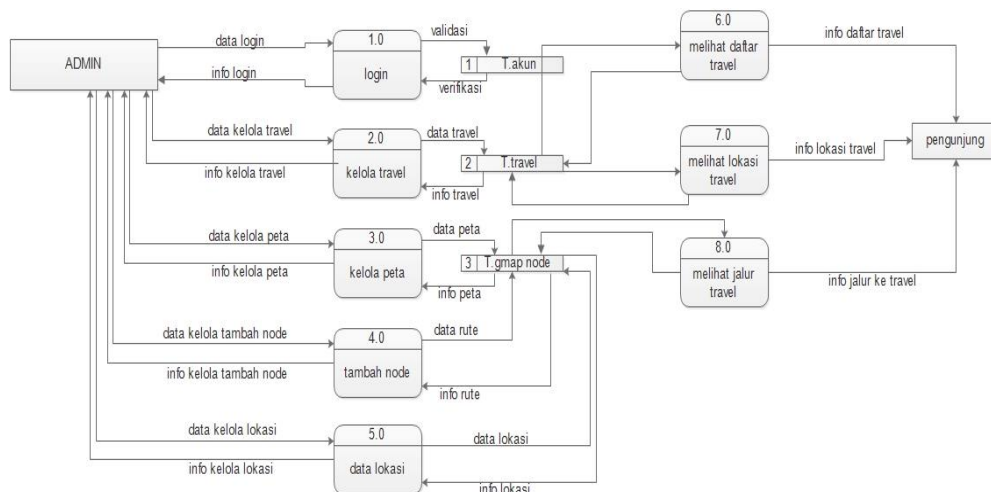 ADMIN
data login
info login
1.0
login
validasi
verifikasi
1 T.akun
6.0
melihat daftar
travel
info daftar travel
data kelola travel
info kelola travel
2.0
kelola travel
data travel
info travel
2 T.travel
7.0
melihat lokasi
travel
info lokasi travel
pengunjung
data kelola peta
info kelola peta
3.0
kelola peta
data peta
info peta
3 T.gmap node
8.0
melihat jalur
travel
info jalur ke travel
data kelola tambah node
info kelola tambah node
4.0
tambah node
data rute
info rute
data kelola lokasi
info kelola lokasi
5.0
data lokasi
data lokasi
info lokasi